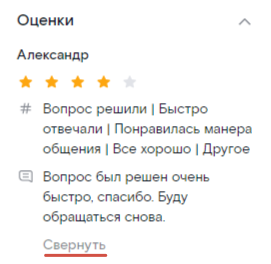 Оценки
Александр
# Вопрос решили | Быстро
отвечали | Понравилась манера
общения | Все хорошо | Другое
Вопрос был решен очень
быстро, спасибо. Буду
обращаться снова.
Свернуть